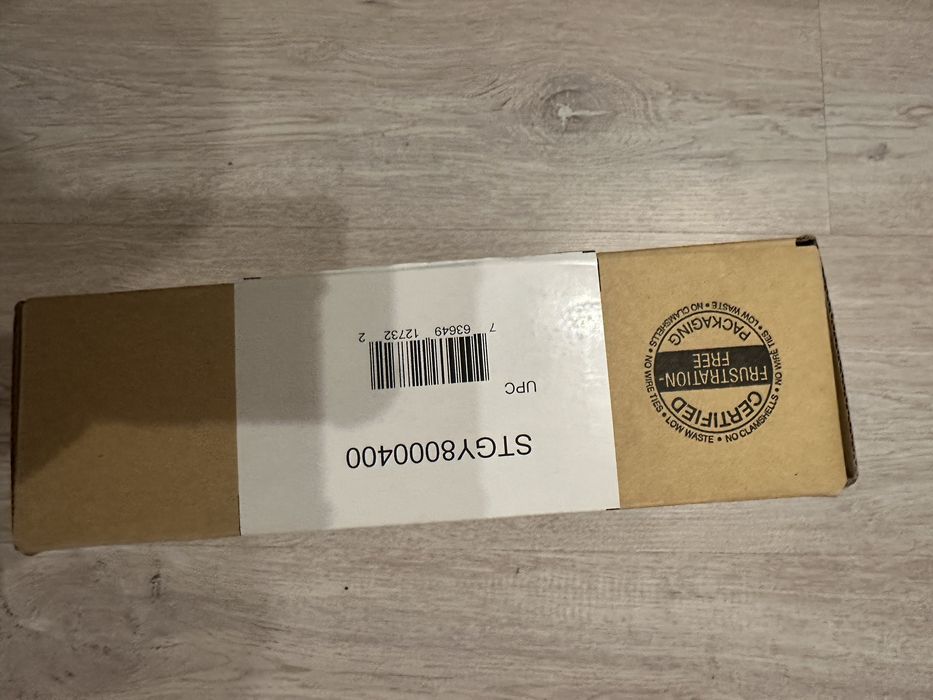 STGY8000400
UPC
7 63649 12732 2
CERTIFIED
FRUSTRATION-
FREE
PACKAGING
• NO WIRE TIES • LOW WASTE • NO CLAMSHELLS • NO WIRE TIES • LOW WASTE • NO CLAMSHELLS